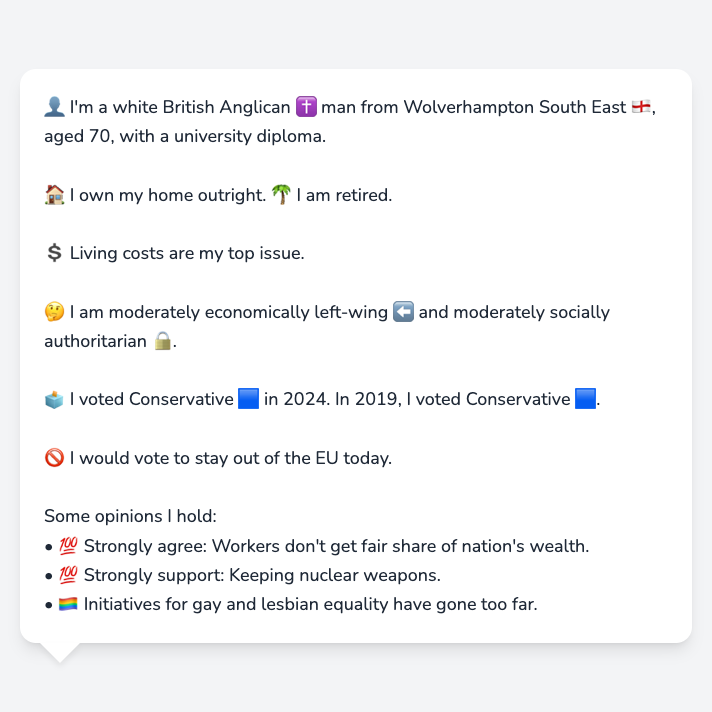 👤 I'm a white British Anglican ✝️ man from Wolverhampton South East 🏴󠁧󠁢󠁥󠁮󠁧󠁿,
aged 70, with a university diploma.
🏠 I own my home outright. 🌴 I am retired.
💲 Living costs are my top issue.
🤔 I am moderately economically left-wing ⬅️ and moderately socially
authoritarian 🔒.
🗳️ I voted Conservative 🟦 in 2024. In 2019, I voted Conservative 🟦.
🚫 I would vote to stay out of the EU today.
Some opinions I hold:
• 💯 Strongly agree: Workers don't get fair share of nation's wealth.
• 💯 Strongly support: Keeping nuclear weapons.
• 🏳️‍🌈 Initiatives for gay and lesbian equality have gone too far.